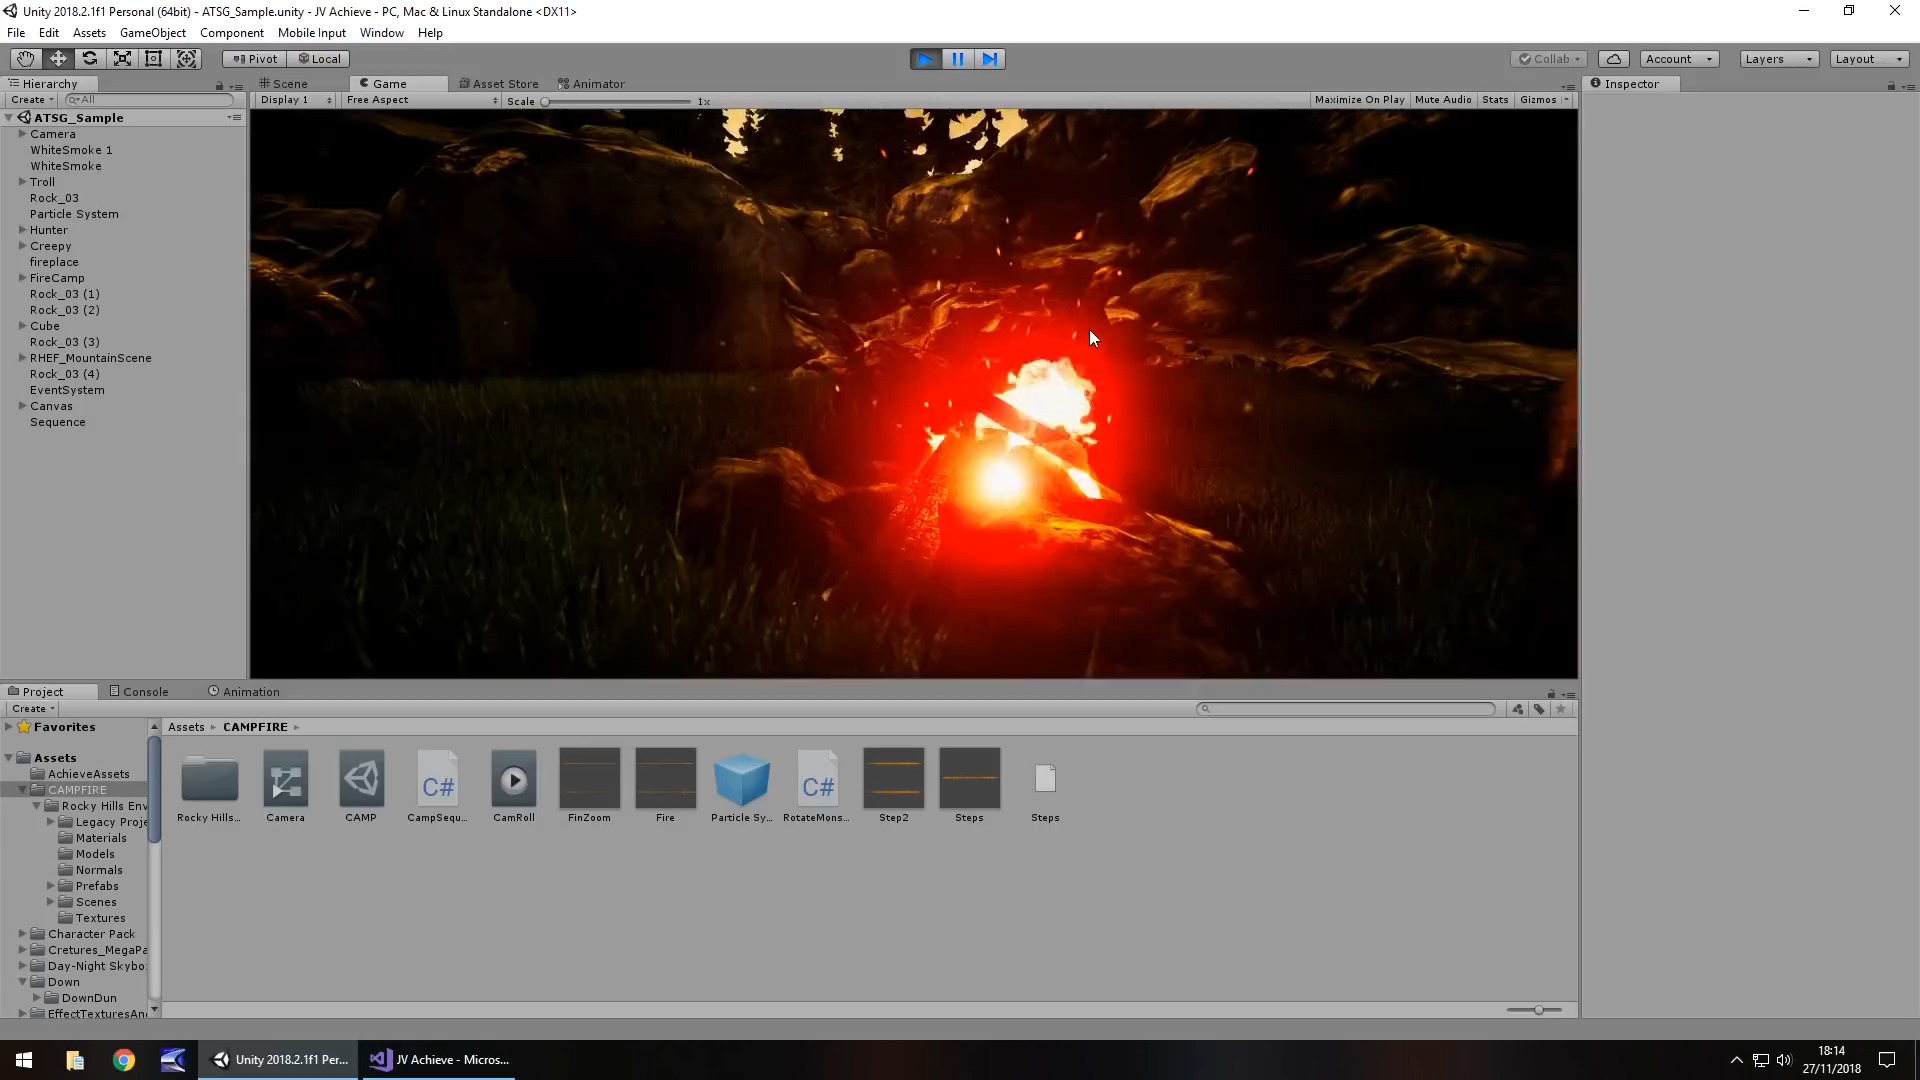 Unity 2018.2.1f1 Personal (64bit) - ATSG_Sample.unity - JV Achieve - PC, Mac & Linux Standalone <DX11>
File Edit Assets GameObject Component Mobile Input Window Help
Pivot Local Collab Account Layers Layout
Hierarchy Scene Game Asset Store Animator Inspector
Create All Display 1 Free Aspect Scale 1x Maximize On Play Mute Audio Stats Gizmos
ATSG_Sample
Camera
WhiteSmoke 1
WhiteSmoke
Troll
Rock_03
Particle System
Hunter
Creepy
fireplace
FireCamp
Rock_03 (1)
Rock_03 (2)
Cube
Rock_03 (3)
RHEF_MountainScene
Rock_03 (4)
EventSystem
Canvas
Sequence
Project Console Animation
Create
Favorites
Assets
AchieveAssets
CAMPFIRE
Rocky Hills Env
Legacy Proje
Materials
Models
Normals
Prefabs
Scenes
Textures
Character Pack
Cretures_MegaPa
Day-Night Skybo
Down
DownDun
EffectTexturesAn
Assets CAMPFIRE
C# C#
Rocky Hills... Camera CAMP CampSequ... CamRoll FinZoom Fire Particle Sy... RotateMons... Step2 Steps Steps
Unity 2018.2.1f1 Per... JV Achieve - Micros...
18:14
27/11/2018